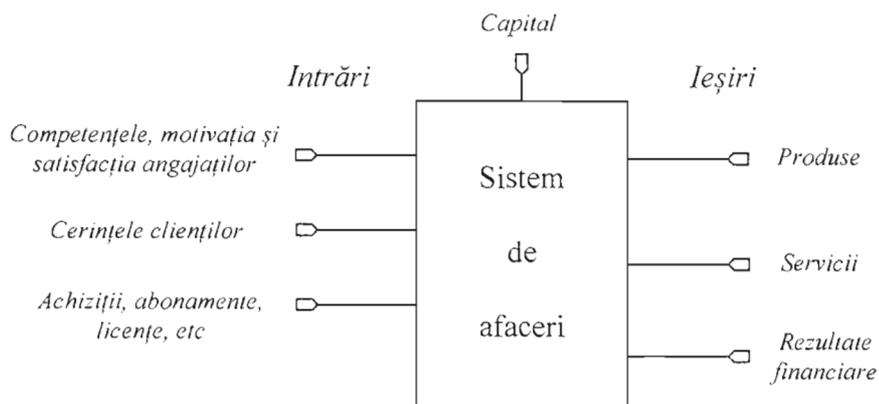 Capital
Intrări
Ieșiri
Competențele, motivația și
satisfacția angajaților
Cerințele clienților
Achiziții, abonamente,
licențe, etc
Sistem
de
afaceri
Produse
Servicii
Rezultate
financiare